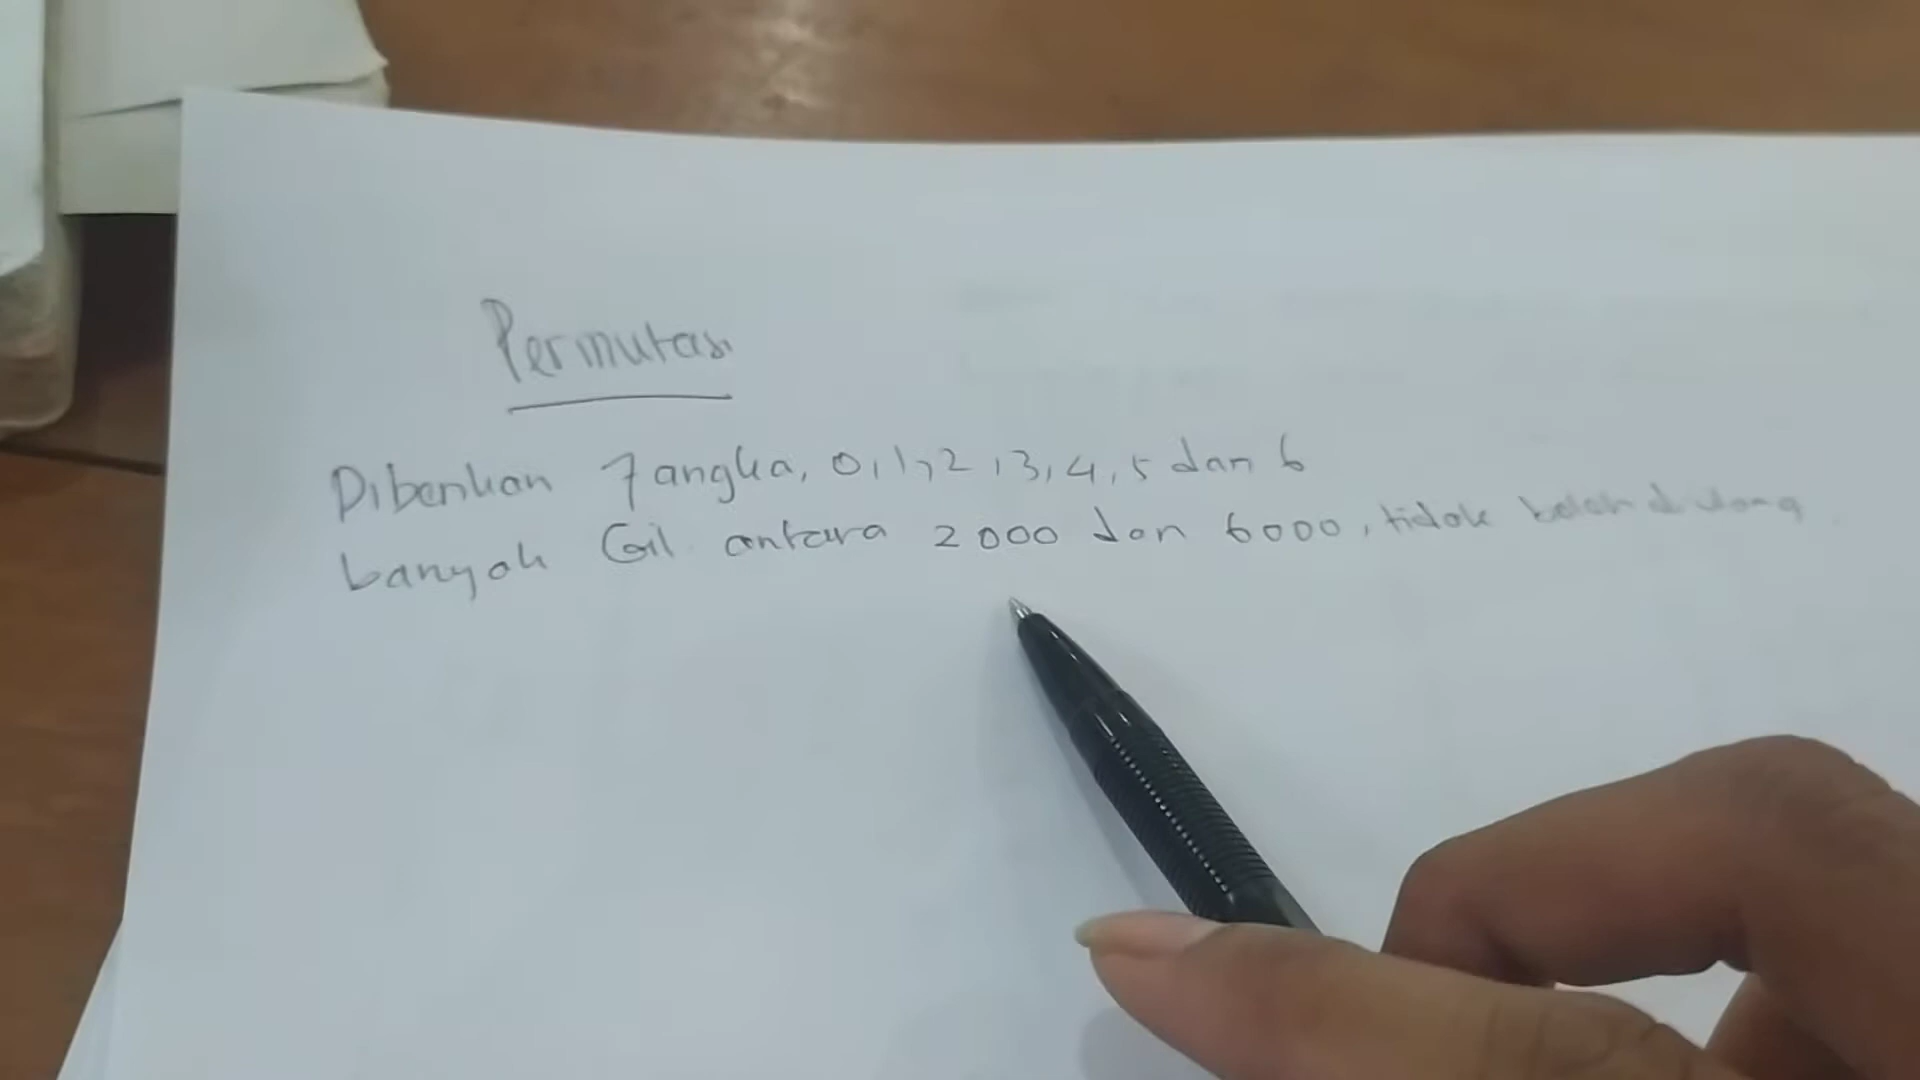 Permutasi
Diberikan 7 angka, 0, 1, 2, 3, 4, 5 dan 6
banyak Gil antara 2000 dan 6000, tidak boleh diulang